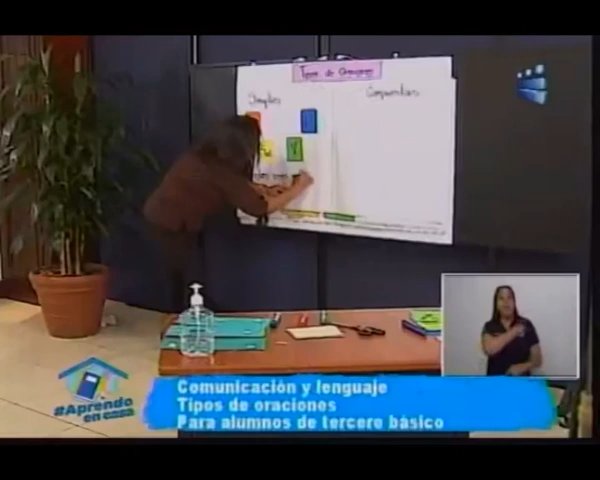 Tipos de Oraciones
Simples
Compuestas
#Aprendo
en casa
Comunicación y lenguaje
Tipos de oraciones
Para alumnos de tercero básico